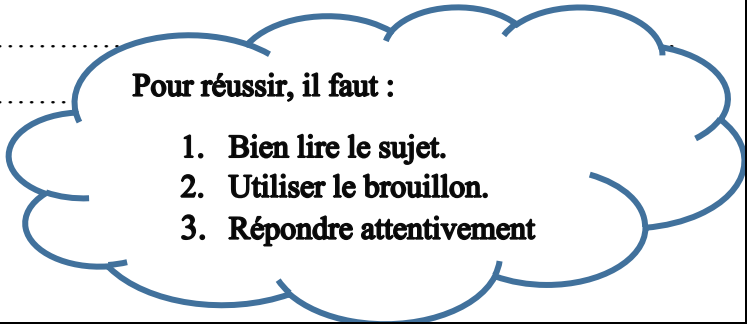 Pour réussir, il faut :
1. Bien lire le sujet.
2. Utiliser le brouillon.
3. Répondre attentivement